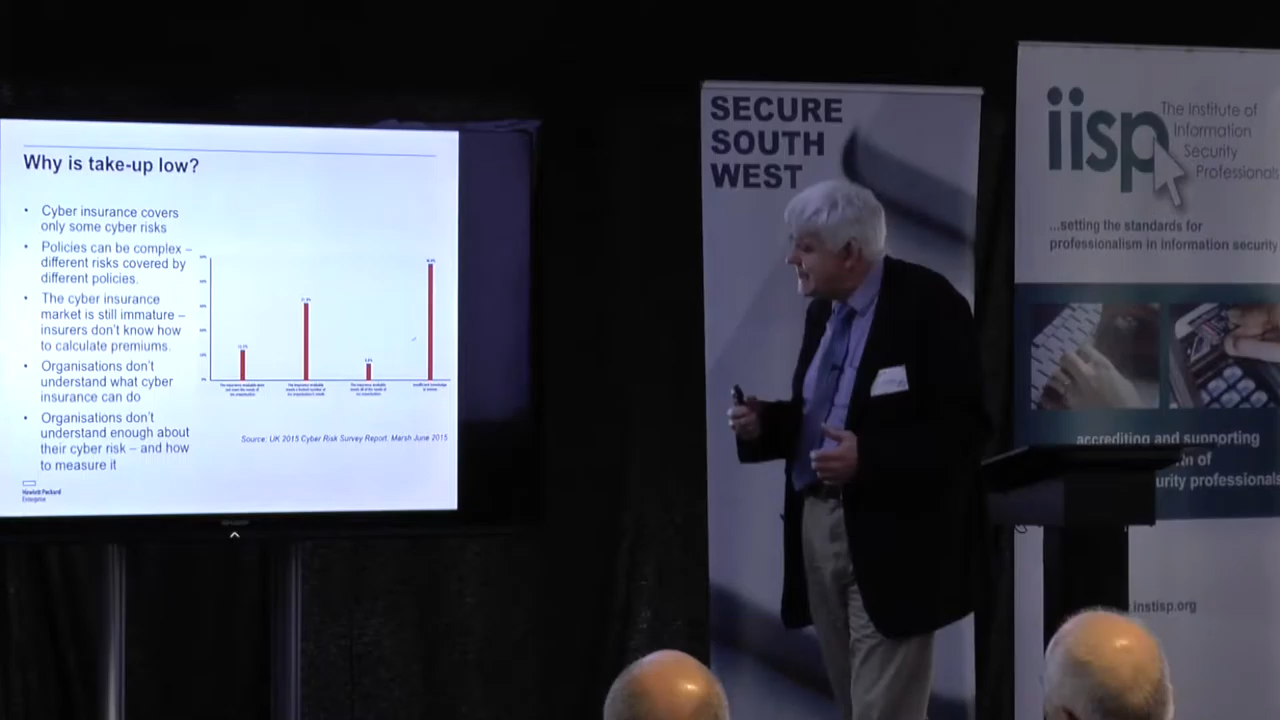 Why is take-up low?
• Cyber insurance covers
only some cyber risks
• Policies can be complex –
different risks covered by
different policies.
• The cyber insurance
market is still immature –
insurers don't know how
to calculate premiums.
• Organisations don't
understand what cyber
insurance can do
• Organisations don't
understand enough about
their cyber risk – and how
to measure it
Source: UK 2015 Cyber Risk Survey Report. Marsh June 2015
Hewlett Packard
Enterprise
SECURE
SOUTH
WEST
iisp
The Institute of
Information
Security
Professionals
...setting the standards for
professionalism in information security
accrediting and supporting
of
professionals
instisp.org